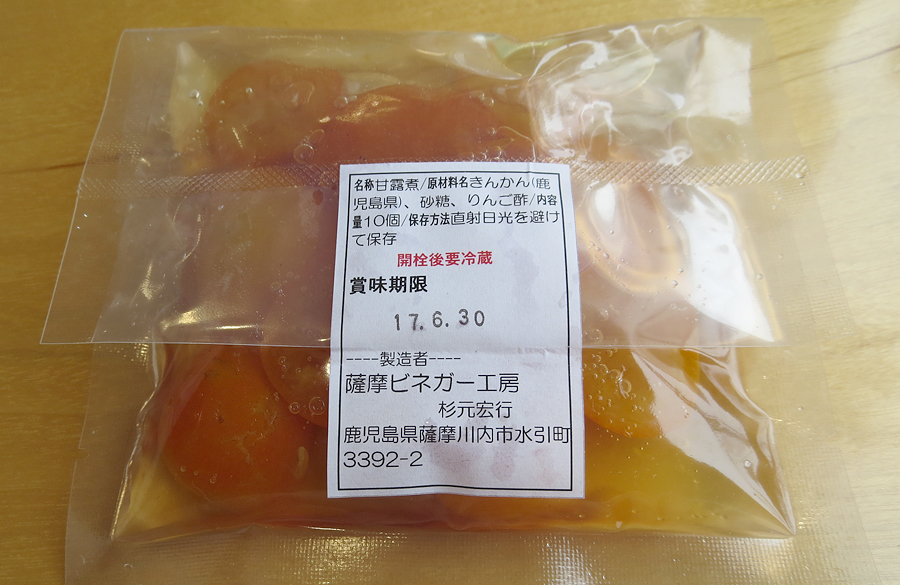 名称甘露煮/原材料名きんかん(鹿
児島県)、砂糖、りんご酢/内容
量10個/保存方法直射日光を避け
て保存
開栓後要冷蔵
賞味期限
17.6.30
----製造者----
薩摩ビネガー工房
杉元宏行
鹿児島県薩摩川内市水引町
3392-2